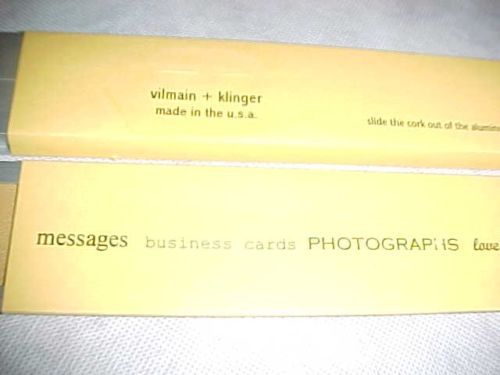 vilmain + klinger
made in the u.s.a.
slide the cork out of the
messages business cards PHOTOGRAPHS love